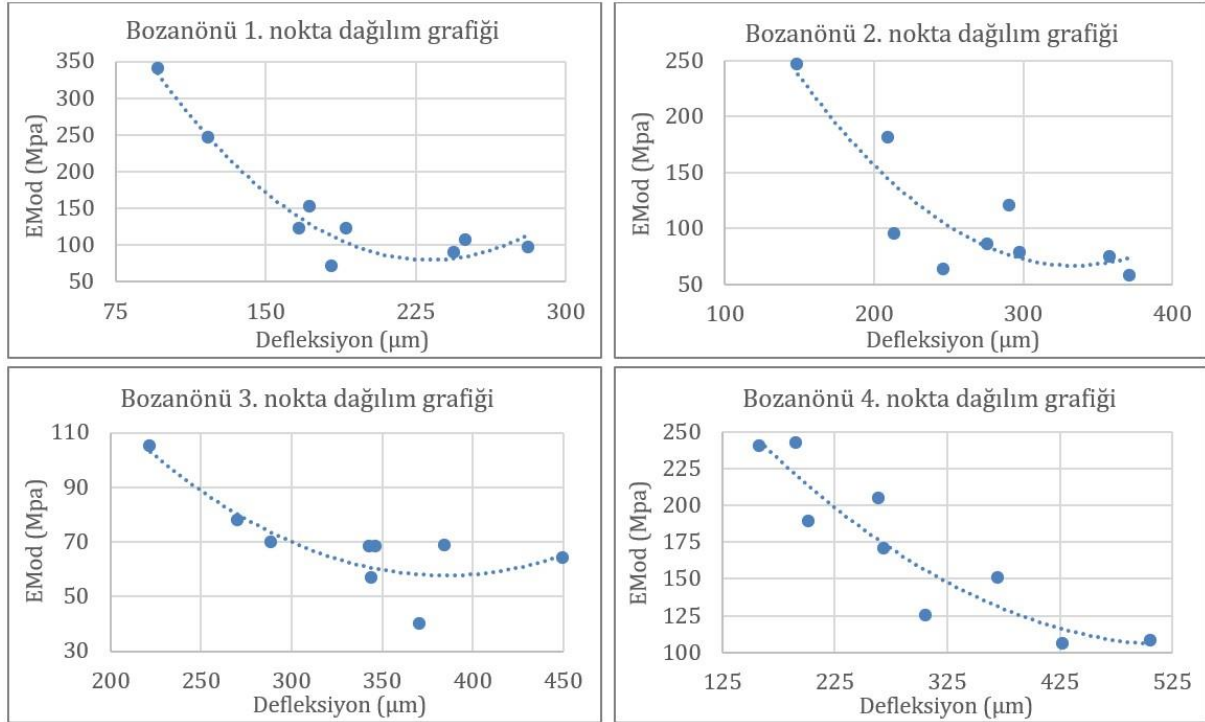 Bozanönü 1. nokta dağılım grafiği
350
300
250
200
150
100
50
EMod (Mpa)
75 150 225 300
Defleksiyon (µm)
Bozanönü 2. nokta dağılım grafiği
250
200
150
100
50
EMod (Mpa)
100 200 300 400
Defleksiyon (µm)
Bozanönü 3. nokta dağılım grafiği
110
90
70
50
30
EMod (Mpa)
200 250 300 350 400 450
Defleksiyon (µm)
Bozanönü 4. nokta dağılım grafiği
250
225
200
175
150
125
100
EMod (Mpa)
125 225 325 425 525
Defleksiyon (µm)